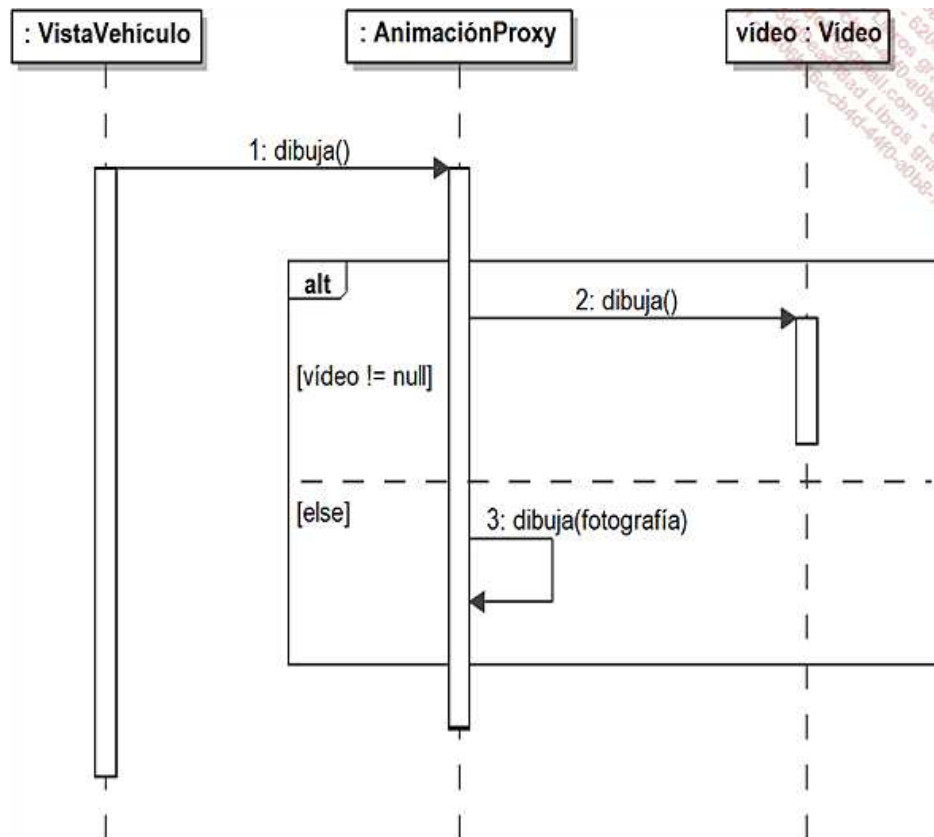 : VistaVehículo
: AnimaciónProxy
vídeo : Vídeo
1: dibuja()
alt
2: dibuja()
[vídeo != null]
[else]
3: dibuja(fotografía)